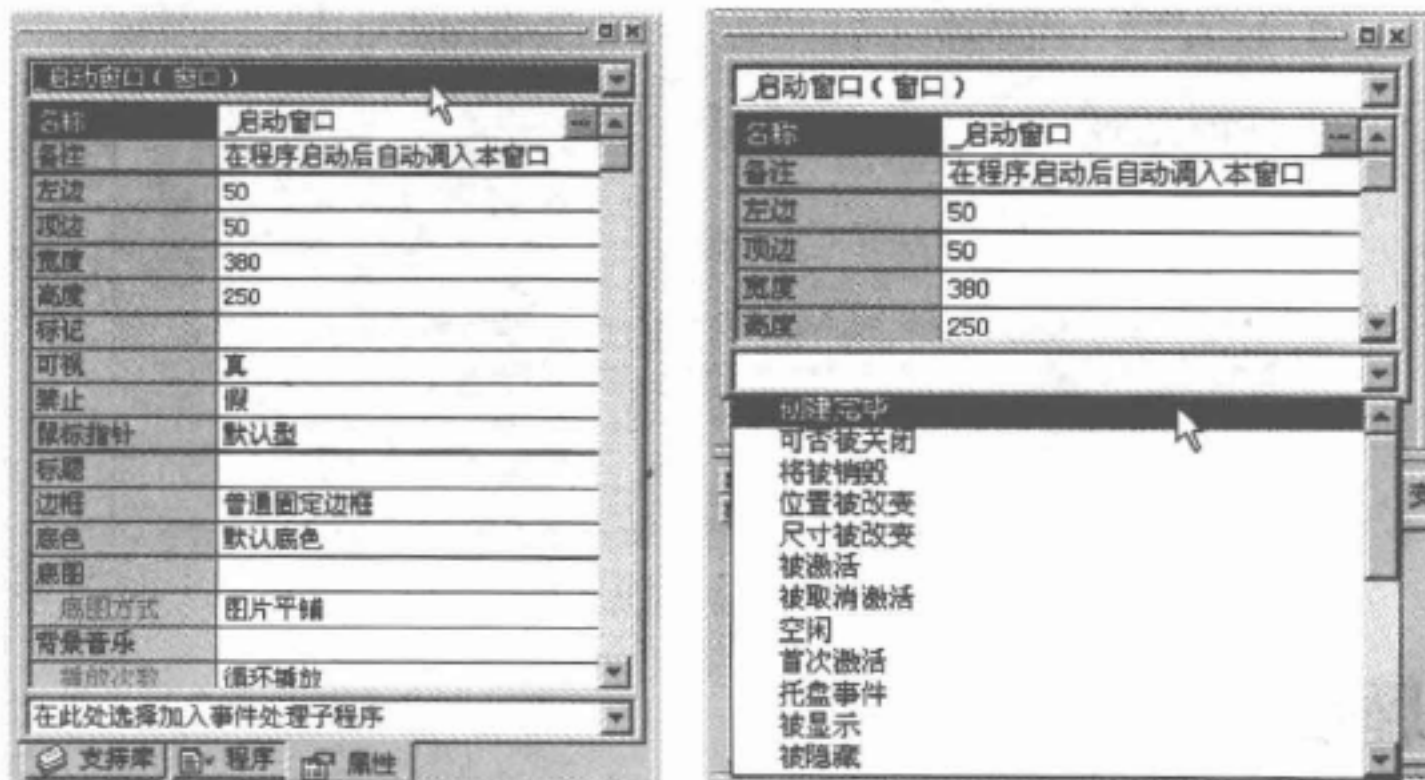 _启动窗口（窗口）
名称 _启动窗口
备注 在程序启动后自动调入本窗口
左边 50
顶边 50
宽度 380
高度 250
标记
可视 真
禁止 假
鼠标指针 默认型
标题
边框 普通固定边框
底色 默认底色
底图
底图方式 图片平铺
背景音乐
播放次数 循环播放
在此处选择加入事件处理子程序
支持库 程序 属性
_启动窗口（窗口）
名称 _启动窗口
备注 在程序启动后自动调入本窗口
左边 50
顶边 50
宽度 380
高度 250
创建完毕
可否被关闭
将被销毁
位置被改变
尺寸被改变
被激活
被取消激活
空闲
首次激活
托盘事件
被显示
被隐藏